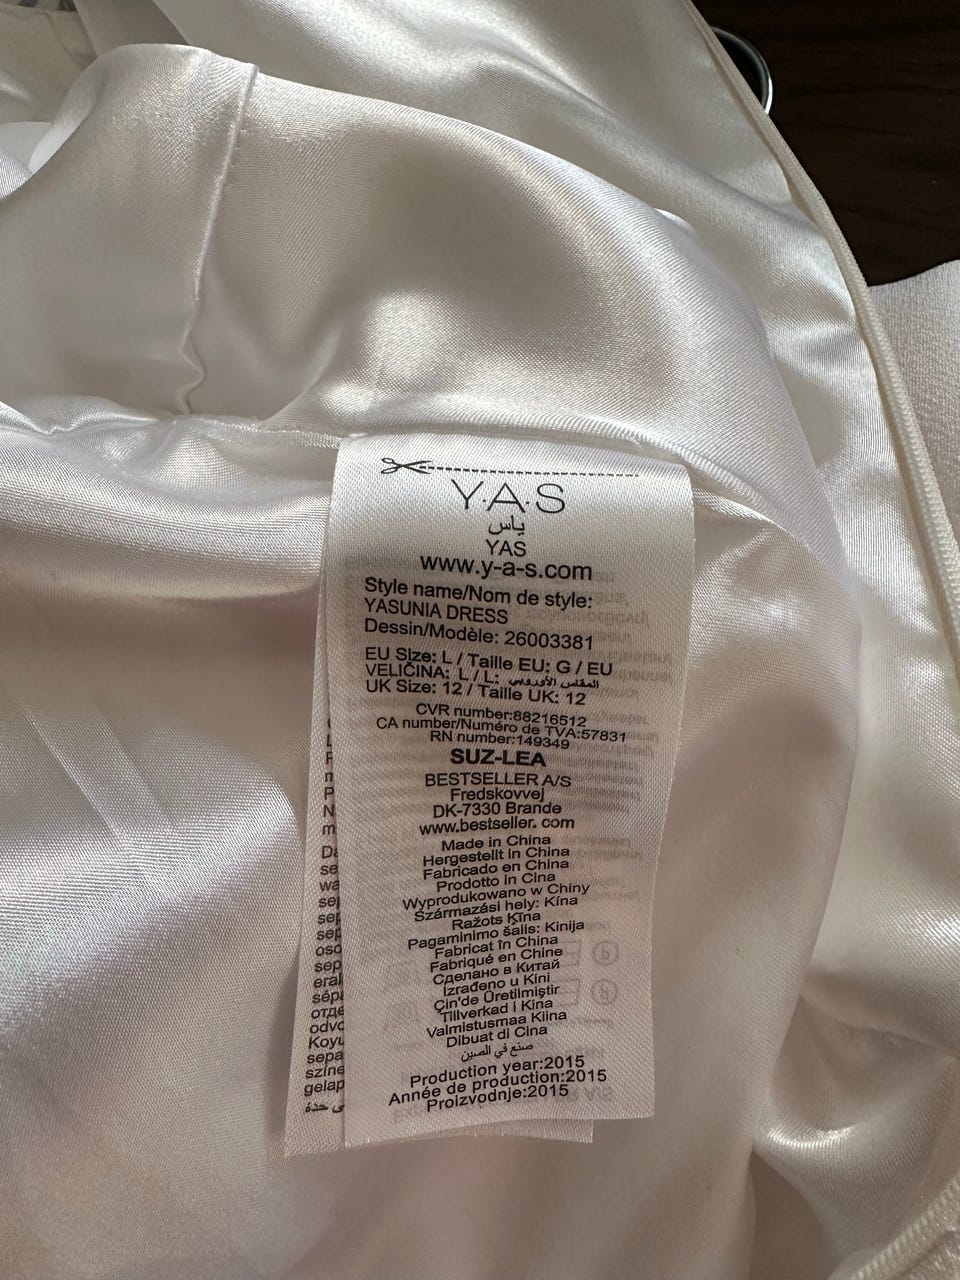 Y·A·S
ياس
YAS
www.y-a-s.com
Style name/Nom de style:
YASUNIA DRESS
Dessin/Modèle: 26003381
EU Size: L / Taille EU: G / EU
VELIČINA: L / L: المقاس الأوروبي
UK Size: 12 / Taille UK: 12
CVR number:88216512
CA number/Numéro de TVA:57831
RN number:149349
SUZ-LEA
BESTSELLER A/S
Fredskovvej
DK-7330 Brande
www.bestseller.com
Made in China
Hergestellt in China
Fabricado en China
Prodotto in Cina
Wyprodukowano w Chiny
Származási hely: Kína
Ražots Ķīna
Pagaminimo šalis: Kinija
Fabricat în China
Fabriqué en Chine
Сделано в Китай
Izrađeno u Kini
Çin'de Üretilmiştir
Tillverkad i Kina
Valmistusmaa Kiina
Dibuat di Cina
صنع في الصين
Production year:2015
Année de production:2015
Proizvodnje:2015